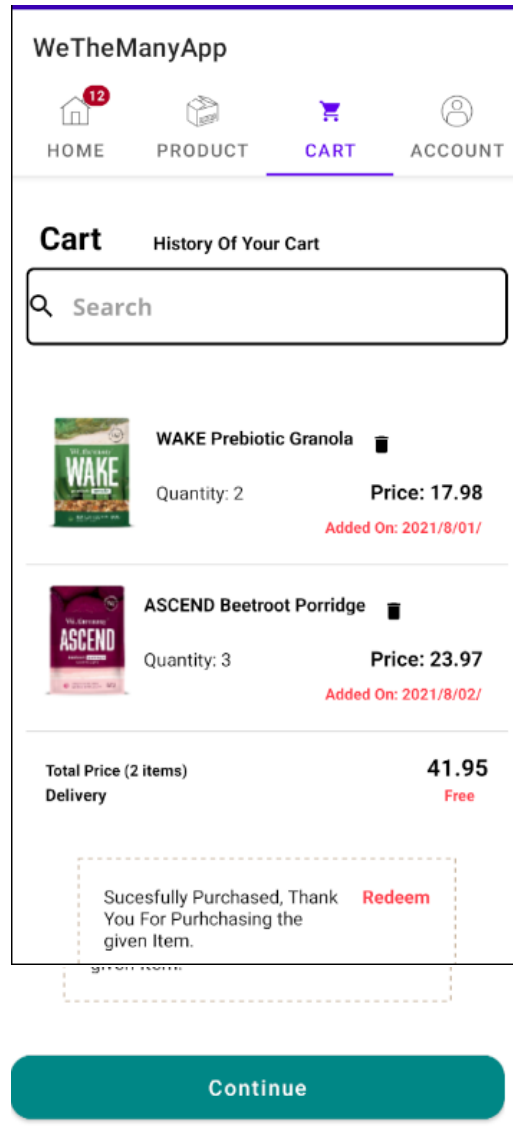 WeTheManyApp
12
HOME PRODUCT CART ACCOUNT
Cart History Of Your Cart
Search
WAKE
WAKE Prebiotic Granola
Quantity: 2 Price: 17.98
Added On: 2021/8/01/
ASCEND
ASCEND Beetroot Porridge
Quantity: 3 Price: 23.97
Added On: 2021/8/02/
Total Price (2 items) 41.95
Delivery Free
Sucesfully Purchased, Thank Redeem
You For Purhchasing the
given Item.
given Item.
Continue